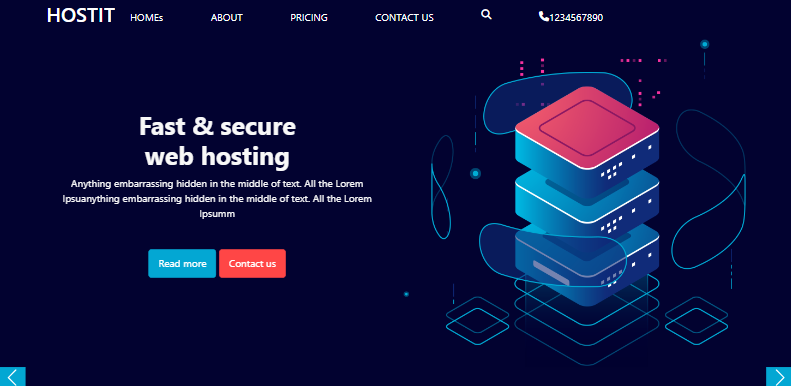 HOSTIT HOMEs ABOUT PRICING CONTACT US 1234567890
Fast & secure
web hosting
Anything embarrassing hidden in the middle of text. All the Lorem
Ipsuanything embarrassing hidden in the middle of text. All the Lorem
Ipsumm
Read more Contact us